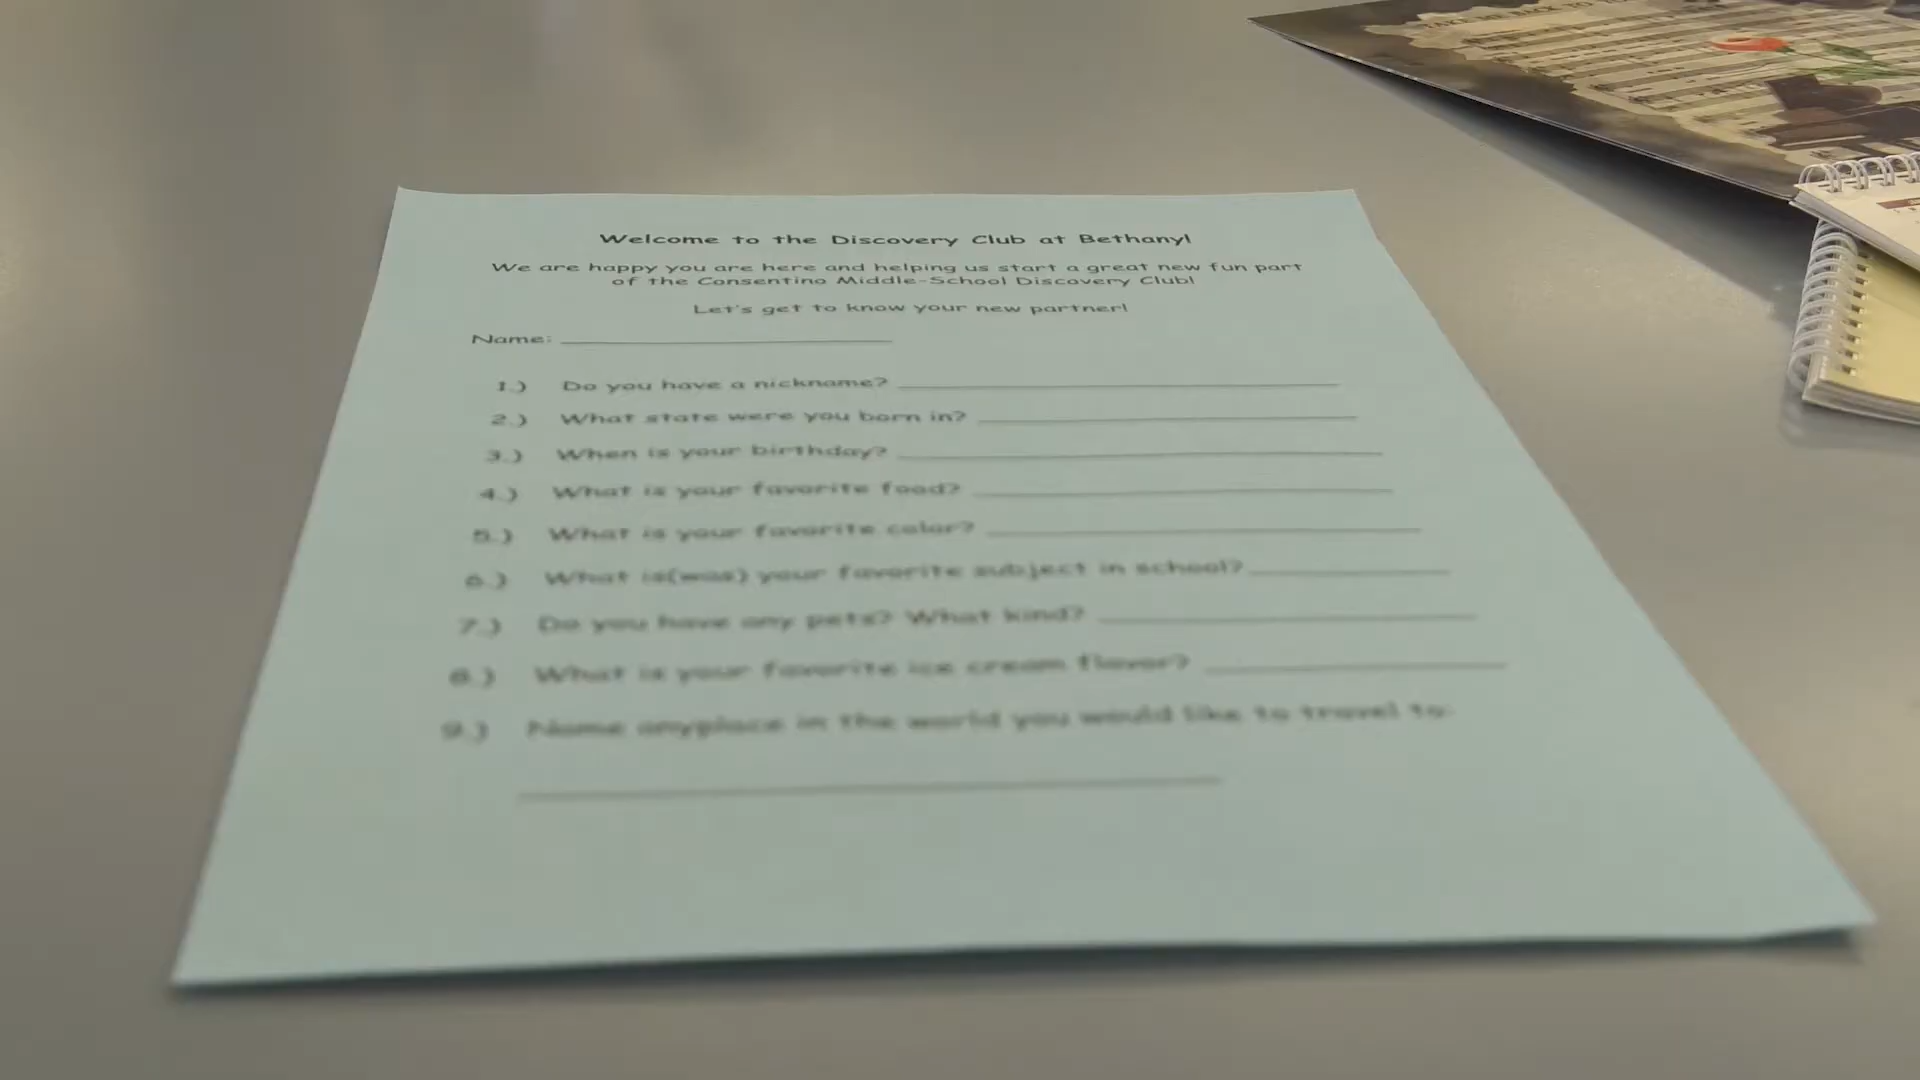 TAKE ME BACK TO
Welcome to the Discovery Club at Bethany!
We are happy you are here and helping us start a great new fun part
of the Consentino Middle-School Discovery Club!
Let's get to know your new partner!
Name:
1.) Do you have a nickname?
2.) What state were you born in?
3.) When is your birthday?
4.) What is your favorite food?
5.) What is your favorite color?
6.) What is(was) your favorite subject in school?
7.) Do you have any pets? What kind?
8.) What is your favorite ice cream flavor?
9.) Name anyplace in the world you would like to travel to: